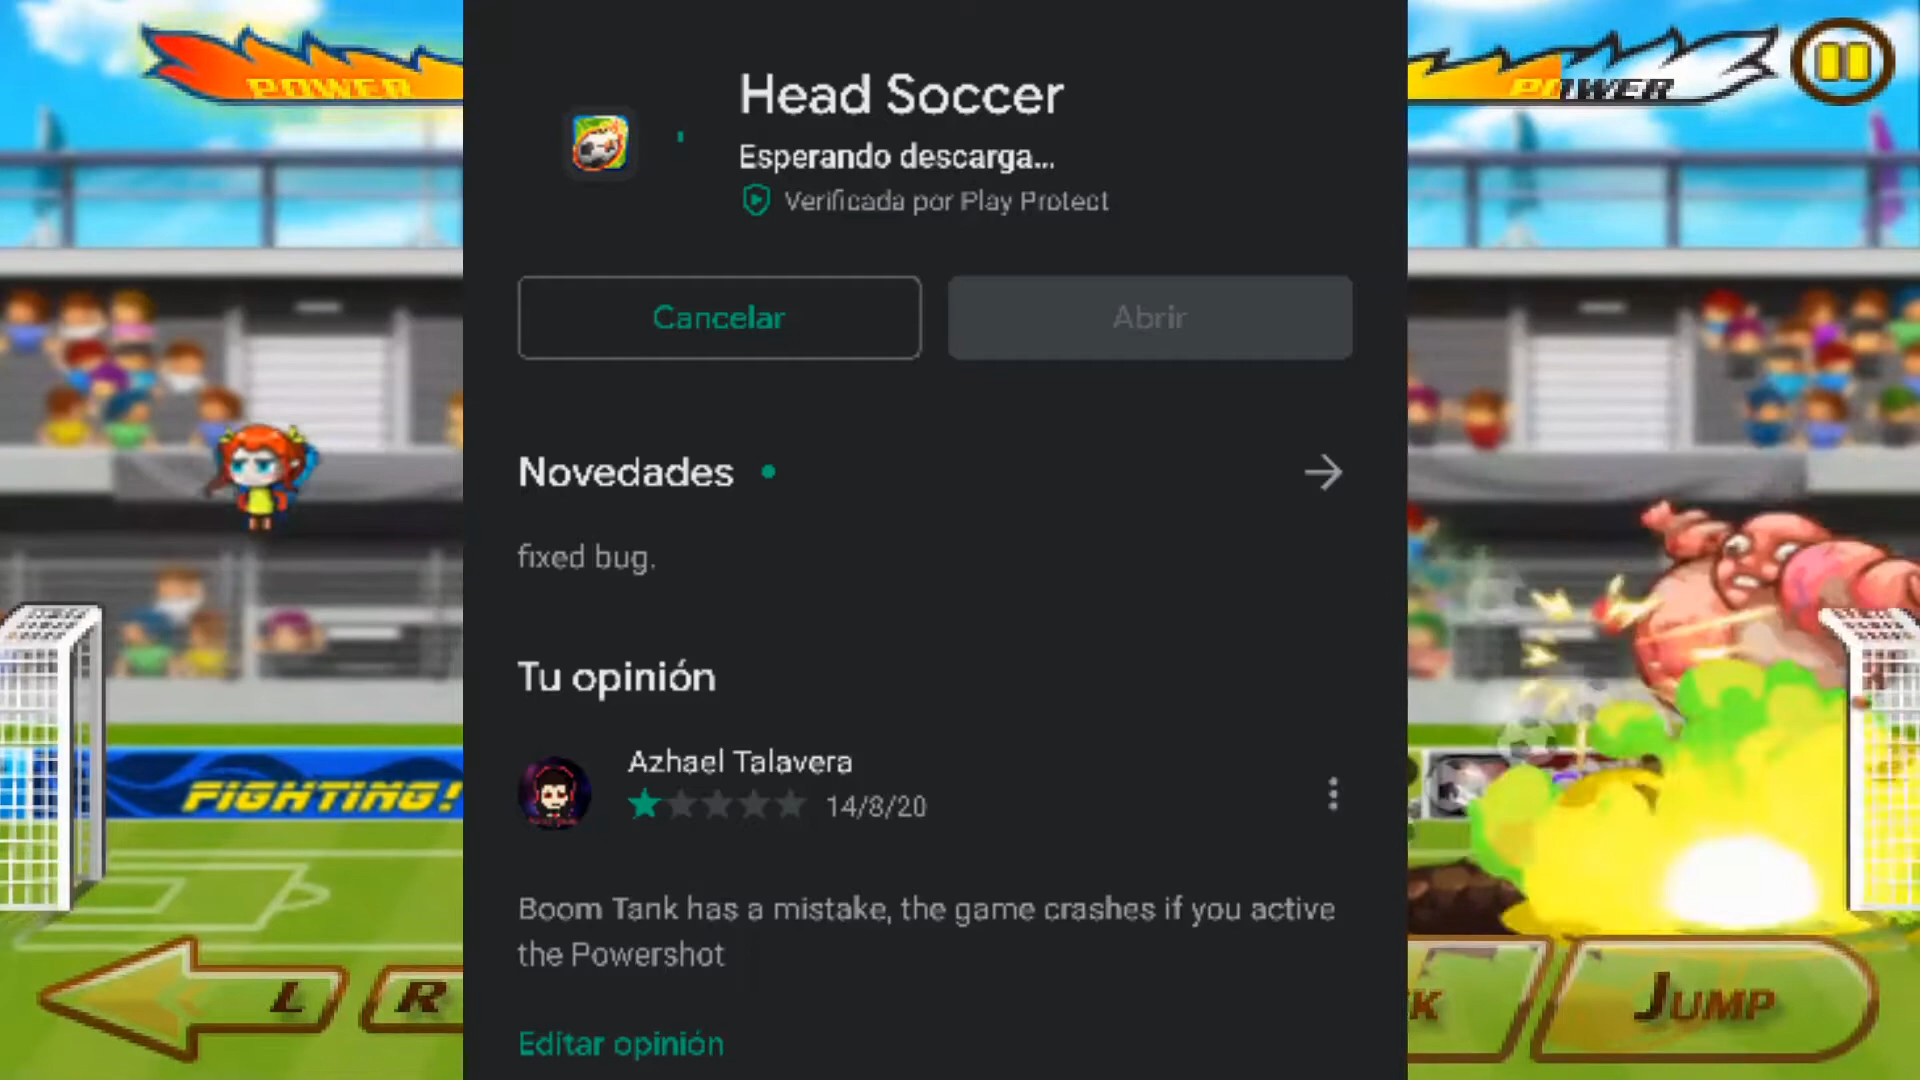 POWER
Head Soccer
Esperando descarga...
Verificada por Play Protect
Cancelar
Abrir
Novedades
fixed bug.
Tu opinión
Azhael Talavera
14/8/20
Boom Tank has a mistake, the game crashes if you active
the Powershot
Editar opinión
POWER
FIGHTING!
L
R
K
JUMP